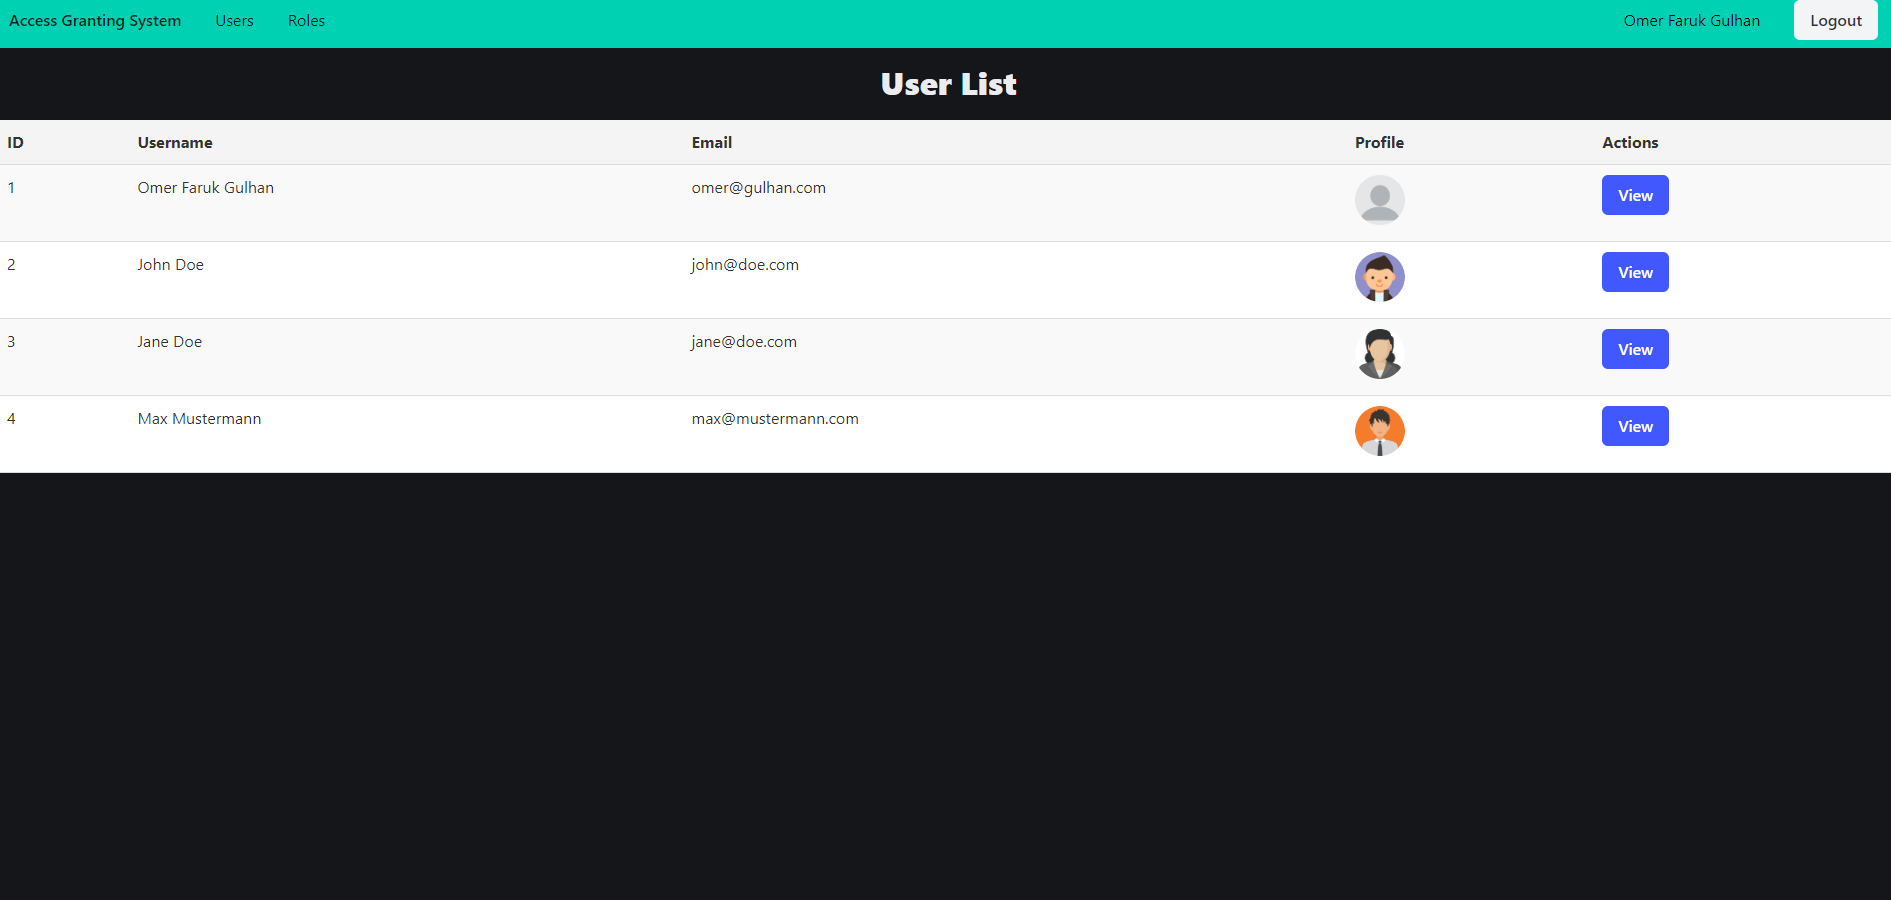 Access Granting System Users Roles Omer Faruk Gulhan Logout
User List
ID Username Email Profile Actions
1 Omer Faruk Gulhan omer@gulhan.com View
2 John Doe john@doe.com View
3 Jane Doe jane@doe.com View
4 Max Mustermann max@mustermann.com View